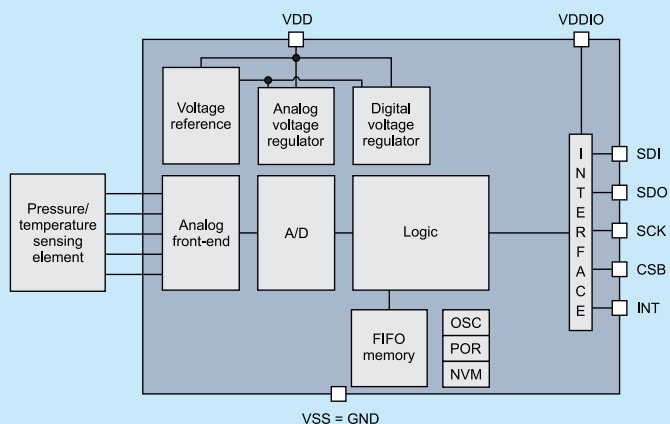 VDD
VDDIO
Voltage
reference
Analog
voltage
regulator
Digital
voltage
regulator
Pressure/
temperature
sensing
element
Analog
front-end
A/D
Logic
INTERFACE
SDI
SDO
SCK
CSB
INT
FIFO
memory
OSC
POR
NVM
VSS = GND